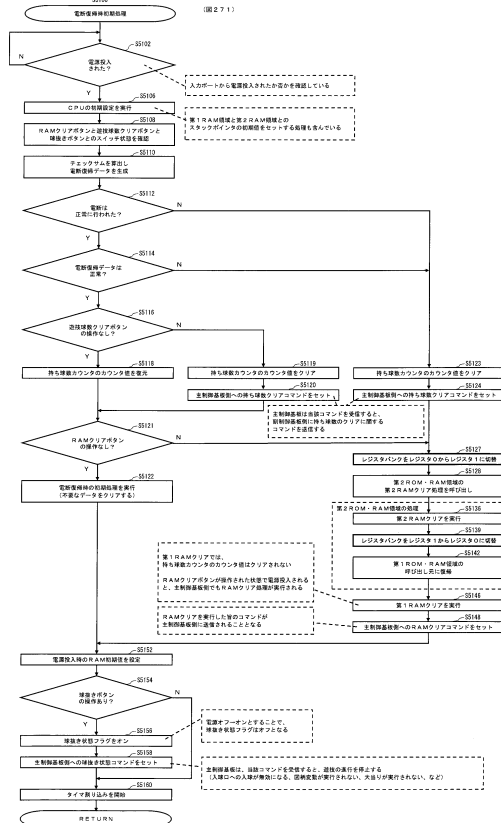 (図271)
電断復帰時初期処理
S5102
電源投入
された?
N
Y
入力ポートから電源投入されたか否かを確認している
S5106
CPUの初期設定を実行
第1RAM領域と第2RAM領域との
スタックポインタの初期値をセットする処理も含んでいる
S5108
RAMクリアボタンと遊技球数クリアボタンと
球抜きボタンとのスイッチ状態を確認
S5110
チェックサムを算出し
電断復帰データを生成
S5112
電断は
正常に行われた?
N
Y
S5114
電断復帰データは
正常?
N
Y
S5116
遊技球数クリアボタン
の操作なし?
N
Y
S5118
持ち球数カウンタのカウンタ値を復元
S5119
持ち球数カウンタのカウンタ値をクリア
S5120
主制御基板側への持ち球数クリアコマンドをセット
S5123
持ち球数カウンタのカウンタ値をクリア
S5124
主制御基板側への持ち球数クリアコマンドをセット
主制御基板は当該コマンドを受信すると、
副制御基板側に持ち球数のクリアに関する
コマンドを送信する
S5121
RAMクリアボタン
の操作なし?
N
Y
S5122
電断復帰時の初期処理を実行
(不要なデータをクリアする)
S5127
レジスタバンクをレジスタ0からレジスタ1に切替
S5128
第2ROM・RAM領域の
第2RAMクリア処理を呼び出し
第2ROM・RAM領域の処理
S5136
第2RAMクリアを実行
S5139
レジスタバンクをレジスタ1からレジスタ0に切替
S5142
第1ROM・RAM領域の
呼び出し元に復帰
第1RAMクリアでは、
持ち球数カウンタのカウンタ値はクリアされない
RAMクリアボタンが操作された状態で電源投入される
と、主制御基板側でもRAMクリア処理が実行される
S5146
第1RAMクリアを実行
S5148
主制御基板側へのRAMクリアコマンドをセット
RAMクリアを実行した旨のコマンドが
主制御基板側に送信されることとなる
S5152
電源投入時のRAM初期値を設定
S5154
球抜きボタン
の操作あり?
N
Y
S5156
球抜き状態フラグをオン
電源オフ→オンとすることで、
球抜き状態フラグはオフとなる
S5158
主制御基板側への球抜き状態コマンドをセット
主制御基板は、当該コマンドを受信すると、遊技の進行を停止する
(入球口への入球が無効になる、図柄変動が実行されない、大当りが実行されない、など)
S5160
タイマ割り込みを開始
RETURN